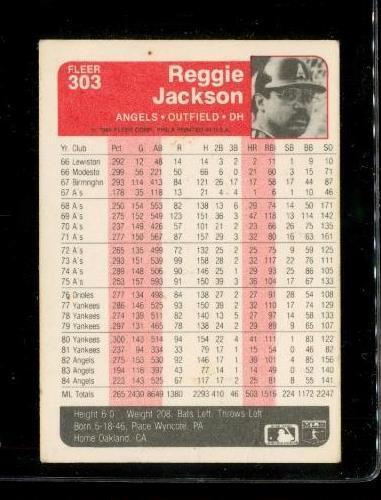 FLEER
303
Reggie
Jackson
ANGELS • OUTFIELD • DH
FLEER CORP. PHILA PRINTED IN U.S.A.
Yr. Club Pct G AB R H 2B 3B HR RBI SB BB SO
66 Lewiston 292 12 48 14 14 3 2 2 11 1 9 10
66 Modesto 299 56 221 50 66 6 0 21 60 3 15 71
67 Birmnghn 293 114 413 84 121 26 17 17 58 17 44 87
67 A's 178 35 118 13 21 4 4 1 6 1 10 46
68 A's 250 154 553 82 138 13 6 29 74 14 50 171
69 A's 275 152 549 123 151 36 3 47 118 13 114 142
70 A's 237 149 426 57 101 21 2 23 66 26 75 135
71 A's 277 150 567 87 157 29 3 32 80 16 63 161
72 A's 265 135 499 72 132 25 2 25 75 9 59 125
73 A's 293 151 539 99 158 28 2 32 117 22 76 111
74 A's 289 148 506 90 146 25 1 29 93 25 86 105
75 A's 253 157 593 91 150 39 3 36 104 17 67 133
76 Orioles 277 134 498 84 138 27 2 27 91 28 54 108
77 Yankees 286 146 525 93 150 39 2 32 110 17 74 129
78 Yankees 274 139 511 82 140 13 5 27 97 14 58 133
79 Yankees 297 131 465 78 138 24 2 29 89 9 65 107
80 Yankees 300 143 514 94 154 22 4 41 111 1 83 122
81 Yankees 237 94 334 33 79 17 1 15 54 0 46 82
82 Angels 275 153 530 92 146 17 1 39 101 4 85 156
83 Angels 194 116 397 43 77 14 1 14 49 0 52 140
84 Angels 223 143 525 67 117 17 2 25 81 8 55 141
ML Totals 265 2430 8649 1380 2293 410 46 503 1516 224 1172 2247
Height 6 0 Weight 208, Bats Left, Throws Left
Born 5-18-46, Place Wyncote, PA
Home Oakland, CA